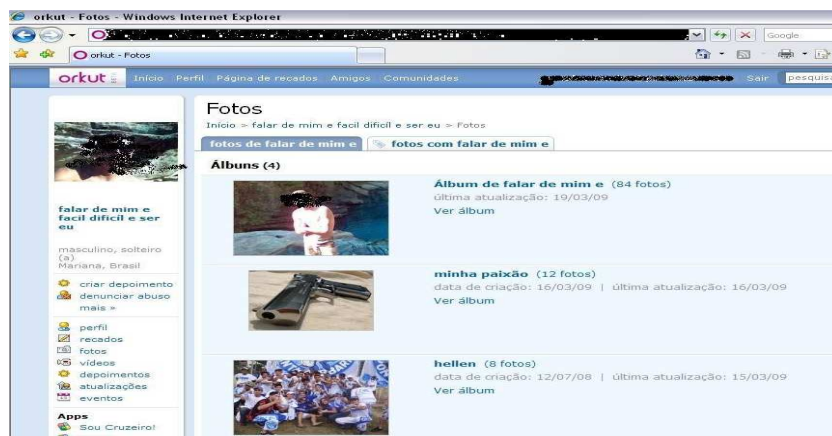 orkut - Fotos - Windows Internet Explorer
Google
orkut - Fotos
orkut Início Perfil Página de recados Amigos Comunidades Sair pesquisa
Fotos
Início > falar de mim e facil dificil e ser eu > Fotos
fotos de falar de mim e fotos com falar de mim e
Álbuns (4)
Álbum de falar de mim e (84 fotos)
última atualização: 19/03/09
Ver álbum
falar de mim e
facil dificil e ser
eu
masculino, solteiro
(a)
Mariana, Brasil
minha paixão (12 fotos)
data de criação: 16/03/09 | última atualização: 16/03/09
Ver álbum
criar depoimento
denunciar abuso
mais »
perfil
recados
fotos
vídeos
depoimentos
atualizações
eventos
hellen (8 fotos)
data de criação: 12/07/08 | última atualização: 15/03/09
Ver álbum
Apps
Sou Cruzeiro!